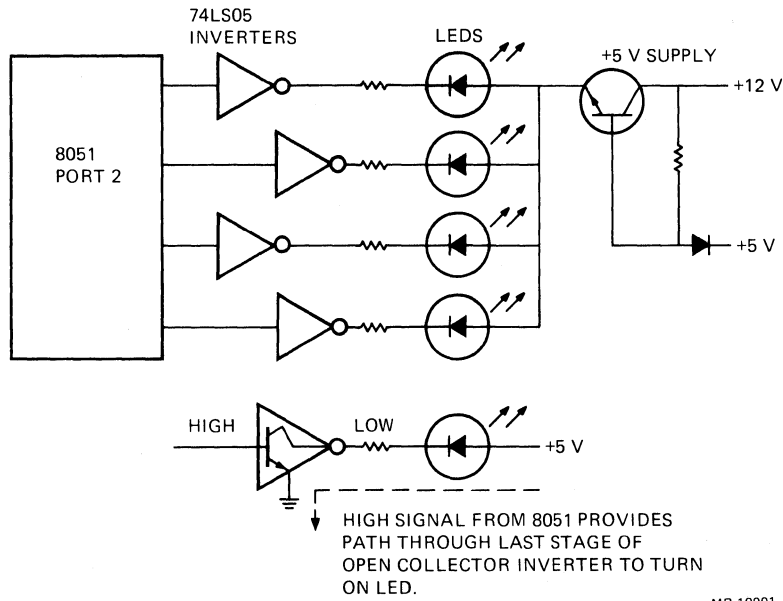 74LS05
INVERTERS
LEDS
+5 V SUPPLY
+12 V
8051
PORT 2
+5 V
HIGH
LOW
+5 V
HIGH SIGNAL FROM 8051 PROVIDES
PATH THROUGH LAST STAGE OF
OPEN COLLECTOR INVERTER TO TURN
ON LED.